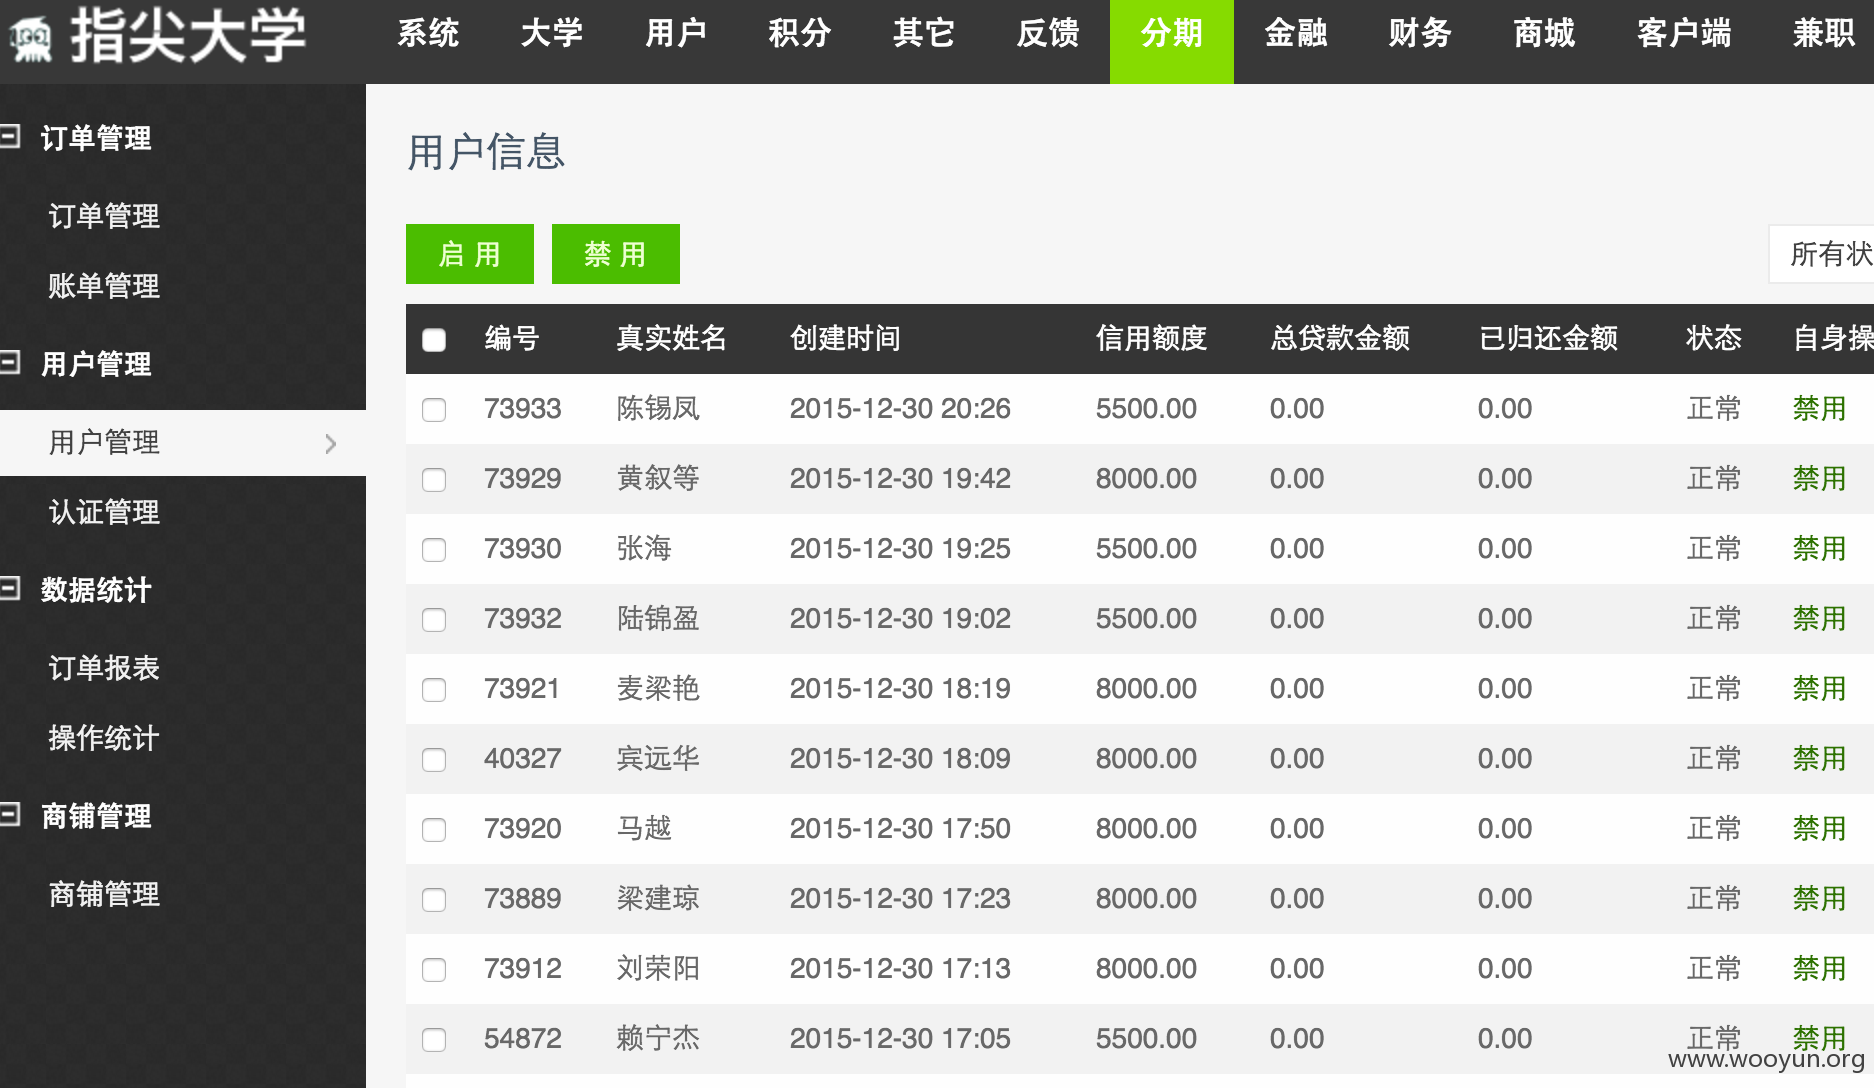 指尖大学
系统 大学 用户 积分 其它 反馈 分期 金融 财务 商城 客户端 兼职
订单管理
订单管理
账单管理
用户管理
用户管理
认证管理
数据统计
订单报表
操作统计
商铺管理
商铺管理
用户信息
启用 禁用
所有状
编号 真实姓名 创建时间 信用额度 总贷款金额 已归还金额 状态 自身操
73933 陈锡凤 2015-12-30 20:26 5500.00 0.00 0.00 正常 禁用
73929 黄叙等 2015-12-30 19:42 8000.00 0.00 0.00 正常 禁用
73930 张海 2015-12-30 19:25 5500.00 0.00 0.00 正常 禁用
73932 陆锦盈 2015-12-30 19:02 5500.00 0.00 0.00 正常 禁用
73921 麦梁艳 2015-12-30 18:19 8000.00 0.00 0.00 正常 禁用
40327 宾远华 2015-12-30 18:09 8000.00 0.00 0.00 正常 禁用
73920 马越 2015-12-30 17:50 8000.00 0.00 0.00 正常 禁用
73889 梁建琼 2015-12-30 17:23 8000.00 0.00 0.00 正常 禁用
73912 刘荣阳 2015-12-30 17:13 8000.00 0.00 0.00 正常 禁用
54872 赖宁杰 2015-12-30 17:05 5500.00 0.00 0.00 正常 禁用
www.wooyun.org